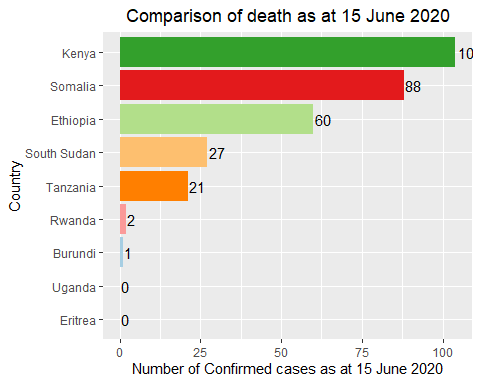 Comparison of death as at 15 June 2020
Kenya 10
Somalia 88
Ethiopia 60
South Sudan 27
Tanzania 21
Rwanda 2
Burundi 1
Uganda 0
Eritrea 0
Country
0 25 50 75 100
Number of Confirmed cases as at 15 June 2020